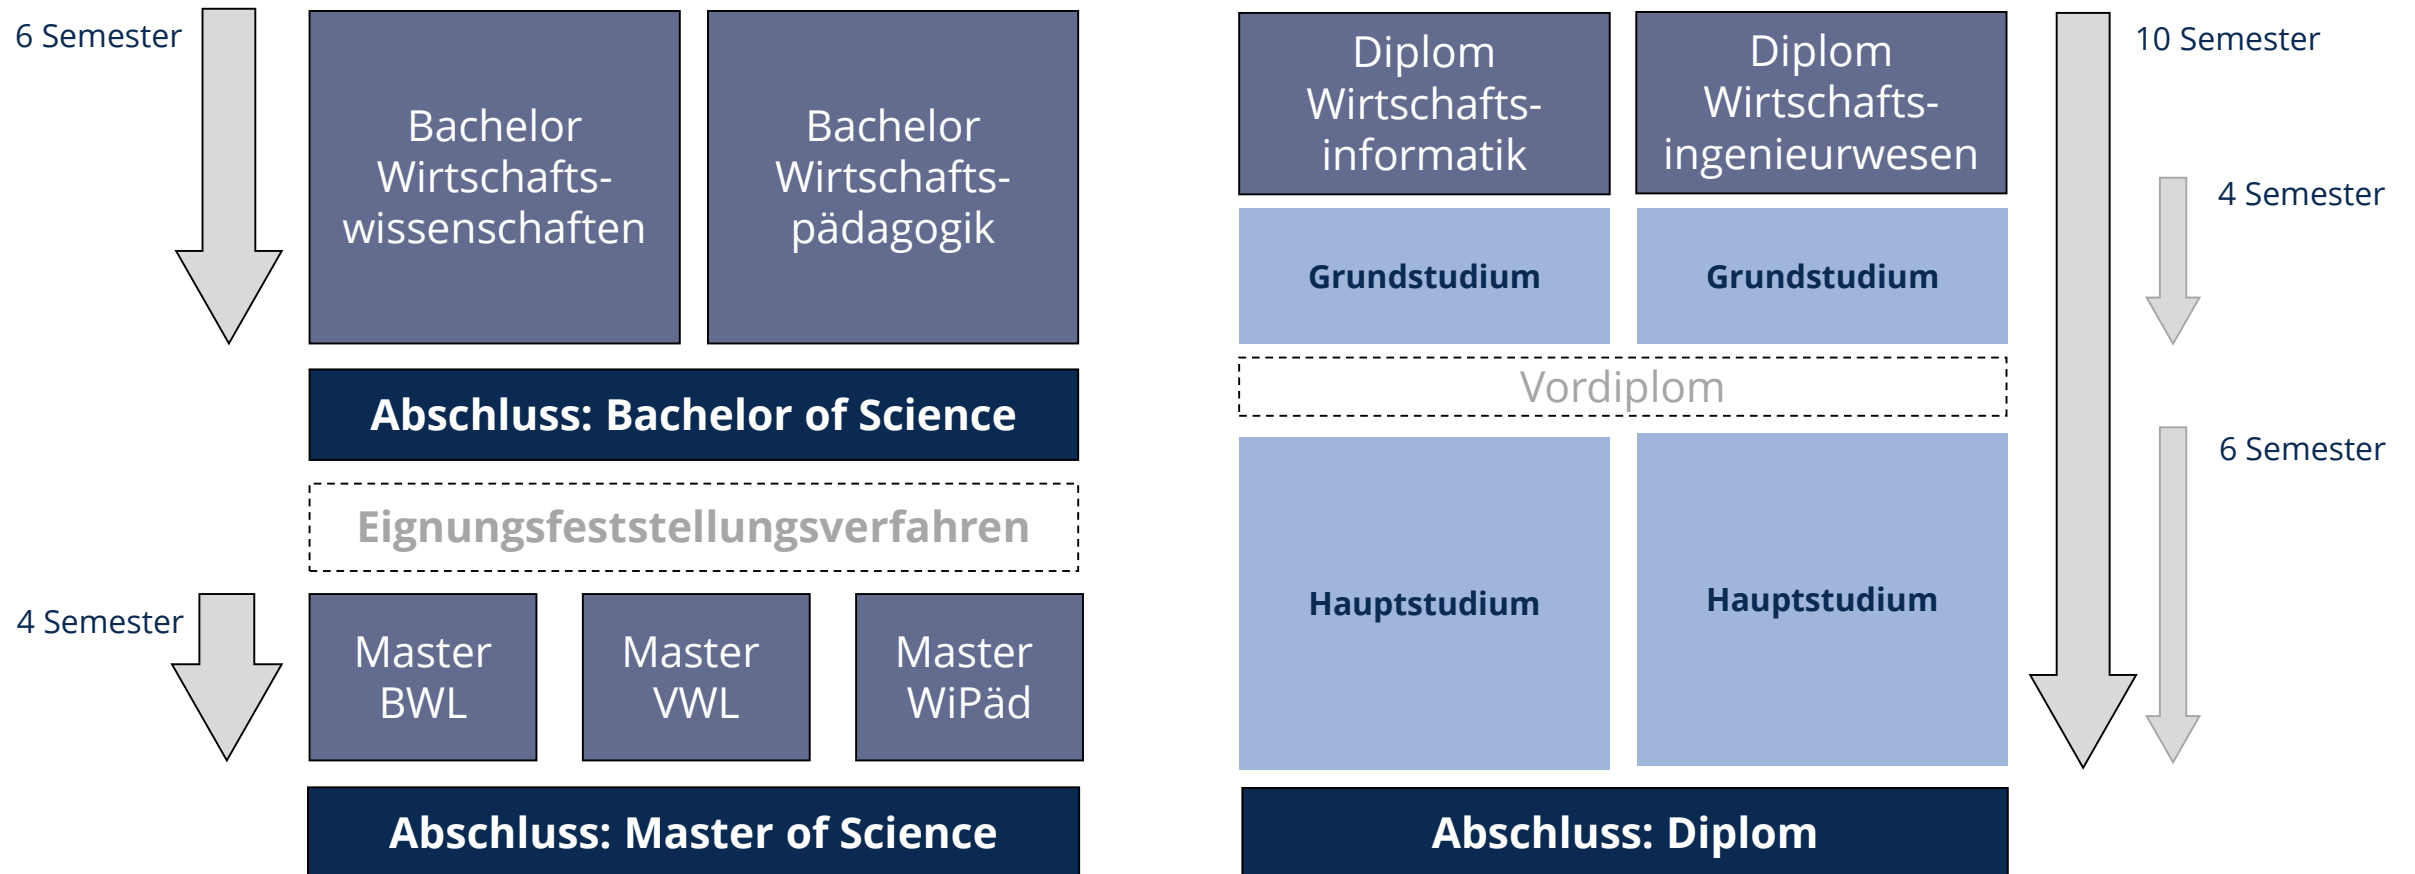 6 Semester
Bachelor
Wirtschafts-
wissenschaften
Bachelor
Wirtschafts-
pädagogik
Abschluss: Bachelor of Science
Eignungsfeststellungsverfahren
4 Semester
Master
BWL
Master
VWL
Master
WiPäd
Abschluss: Master of Science
Diplom
Wirtschafts-
informatik
Diplom
Wirtschafts-
ingenieurwesen
10 Semester
4 Semester
Grundstudium
Grundstudium
Vordiplom
6 Semester
Hauptstudium
Hauptstudium
Abschluss: Diplom